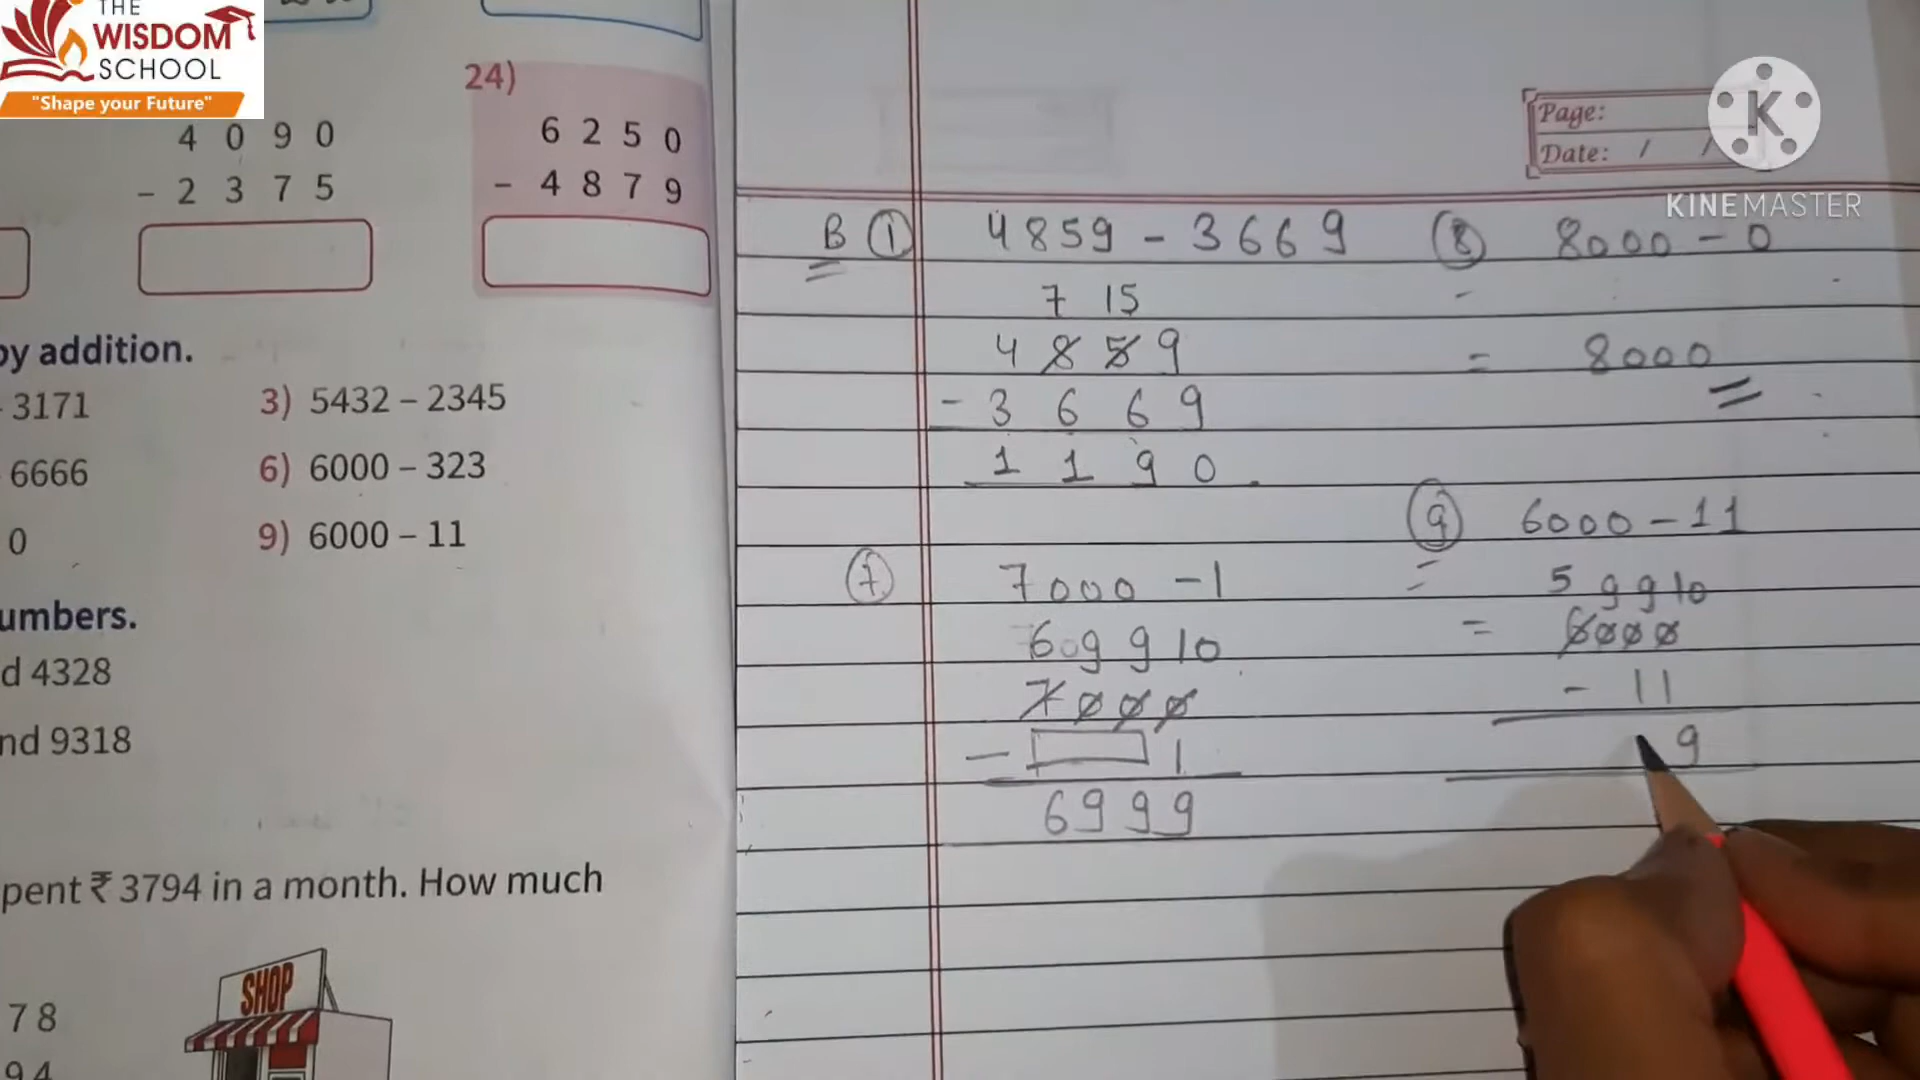 THE
WISDOM
SCHOOL
"Shape your Future"
4 0 9 0
- 2 3 7 5
24)
6 2 5 0
- 4 8 7 9
by addition.
- 3171
3) 5432 – 2345
6666
6) 6000 – 323
0
9) 6000 – 11
umbers.
d 4328
nd 9318
pent ₹ 3794 in a month. How much
7 8
9 4
SHOP
Page:
Date: / /
K
KINEMASTER
B 1 4859 - 3669
7 15
4 8 5 9
- 3 6 6 9
1 1 9 0
7 7000 - 1
6 9 9 10
7 0 0 0
- 1
6 9 9 9
8 8000 - 0
= 8000
9 6000 - 11
= 5 9 9 10
= 6000
- 11
9